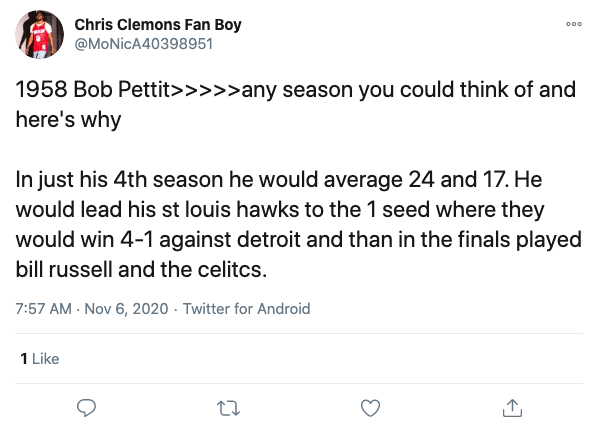 Chris Clemons Fan Boy
@MoNicA40398951
1958 Bob Pettit>>>>>any season you could think of and
here's why
In just his 4th season he would average 24 and 17. He
would lead his st louis hawks to the 1 seed where they
would win 4-1 against detroit and than in the finals played
bill russell and the celitcs.
7:57 AM · Nov 6, 2020 · Twitter for Android
1 Like